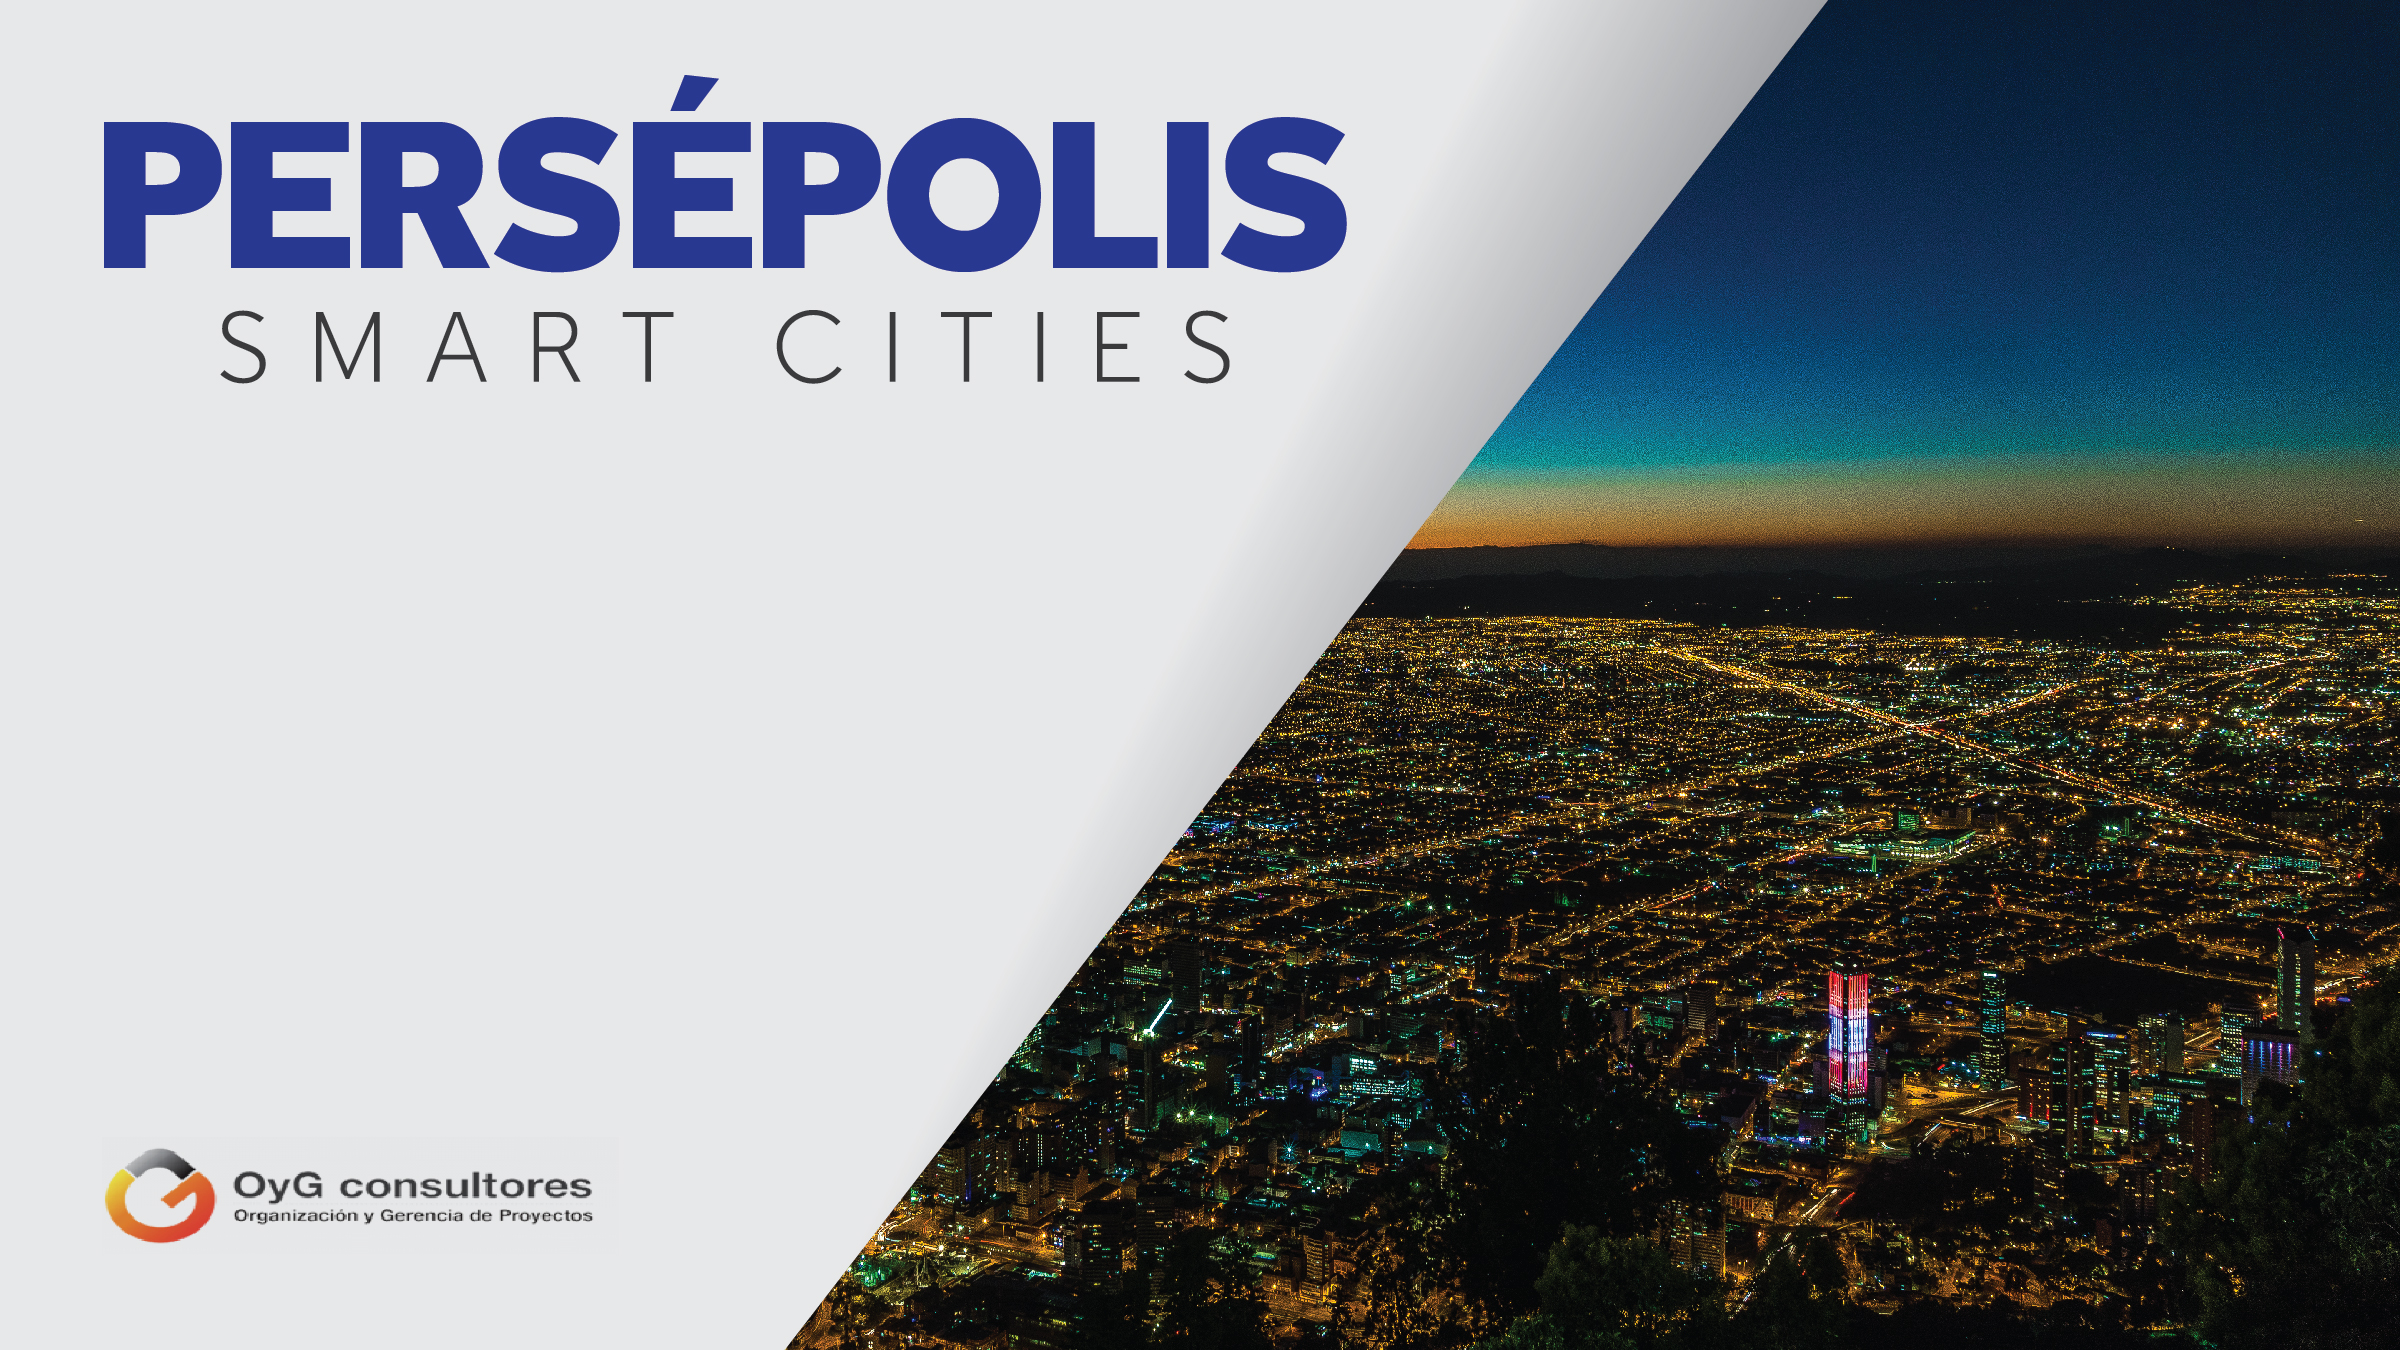 PERSÉPOLIS
SMART CITIES
OyG consultores
Organización y Gerencia de Proyectos